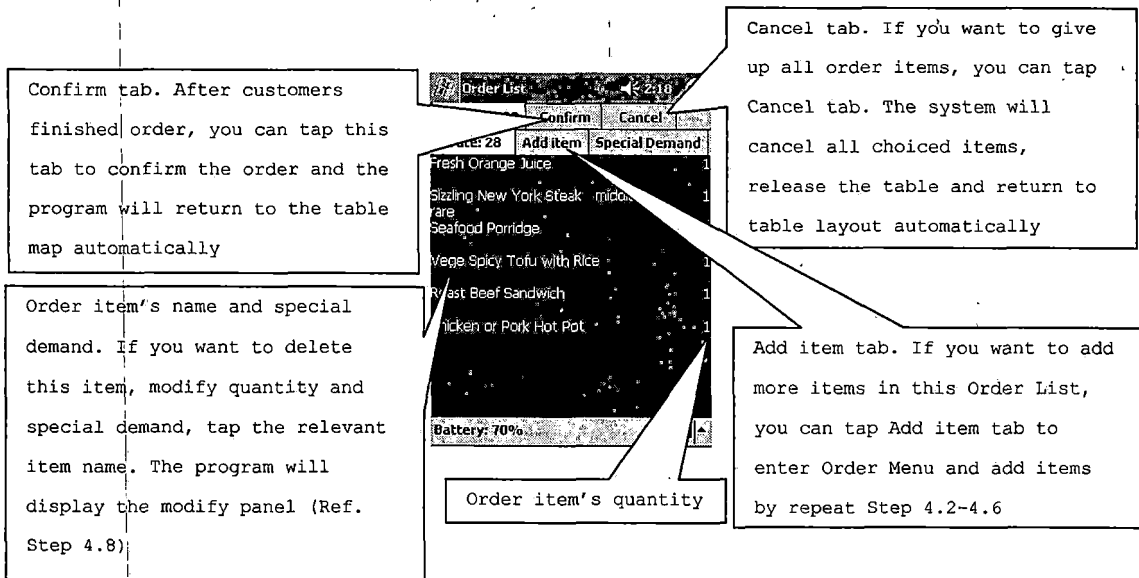 Cancel tab. If you want to give
up all order items, you can tap
Cancel tab. The system will
cancel all choiced items,
release the table and return to
table layout automatically
Confirm tab. After customers
finished order, you can tap this
tab to confirm the order and the
program will return to the table
map automatically
Order List 2:18
Confirm Cancel
28 Add item Special Demand
Fresh Orange Juice 1
Sizzling New York Steak 1
rare
Seafood Porridge
Vege Spicy Tofu with Rice 1
Roast Beef Sandwich 1
Chicken or Pork Hot Pot 1
Battery: 70%
Order item's name and special
demand. If you want to delete
this item, modify quantity and
special demand, tap the relevant
item name. The program will
display the modify panel (Ref.
Step 4.8)
Order item's quantity
Add item tab. If you want to add
more items in this Order List,
you can tap Add item tab to
enter Order Menu and add items
by repeat Step 4.2-4.6